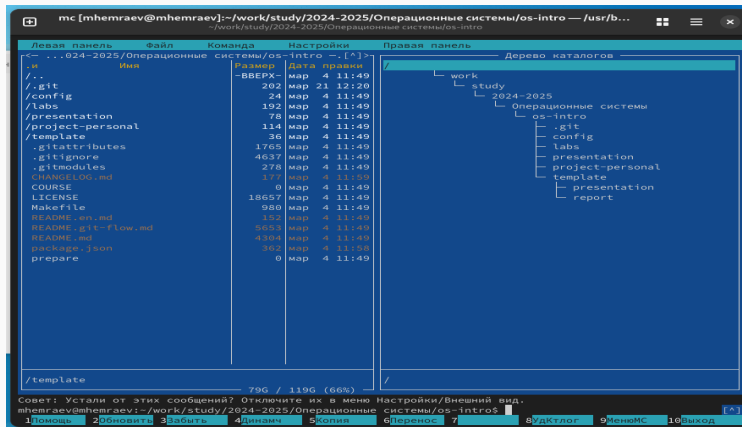 mc [mhemraev@mhemraev]:~/work/study/2024-2025/Операционные системы/os-intro — /usr/b...
~/work/study/2024-2025/Операционные системы/os-intro
Левая панель Файл Команда Настройки Правая панель
<— ...024-2025/Операционные системы/os-intro —.[^]>
.и Имя Размер Дата правки
/.. -ВВЕРХ- мар 4 11:49
/.git 202 мар 21 12:20
/config 24 мар 4 11:49
/labs 192 мар 4 11:49
/presentation 78 мар 4 11:49
/project-personal 114 мар 4 11:49
/template 36 мар 4 11:49
.gitattributes 1765 мар 4 11:49
.gitignore 4637 мар 4 11:49
.gitmodules 278 мар 4 11:49
CHANGELOG.md 177 мар 4 11:59
COURSE 0 мар 4 11:49
LICENSE 18657 мар 4 11:49
Makefile 980 мар 4 11:49
README.en.md 152 мар 4 11:49
README.git-flow.md 5653 мар 4 11:49
README.md 4304 мар 4 11:49
package.json 362 мар 4 11:58
prepare 0 мар 4 11:49
/template
79G / 119G (66%)
Дерево каталогов
/
work
study
2024-2025
Операционные системы
os-intro
.git
config
labs
presentation
project-personal
template
presentation
report
/
Совет: Устали от этих сообщений? Отключите их в меню Настройки/Внешний вид.
mhemraev@mhemraev:~/work/study/2024-2025/Операционные системы/os-intro$ [^]
1Помощь 2Обновить 3Забыть 4Динамч 5Копия 6Перенос 7 8УдКтлог 9МенюMC 10Выход